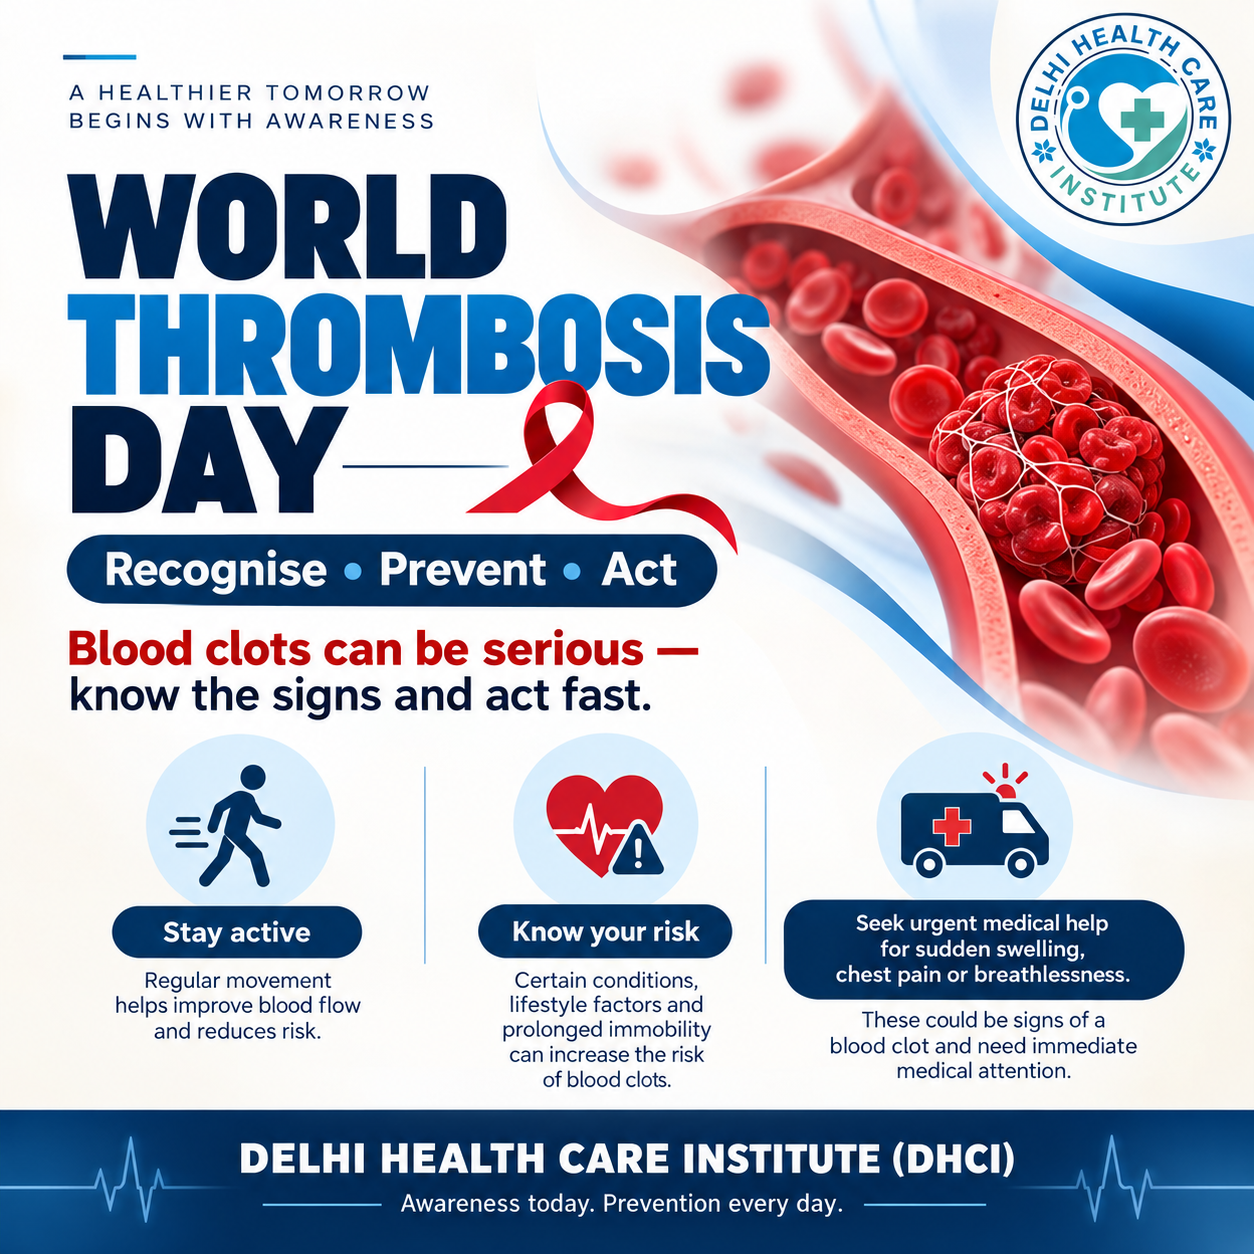 A HEALTHIER TOMORROW
BEGINS WITH AWARENESS
DELHI HEALTH CARE
INSTITUTE
WORLD
THROMBOSIS
DAY
Recognise • Prevent • Act
Blood clots can be serious —
know the signs and act fast.
Stay active
Regular movement
helps improve blood flow
and reduces risk.
Know your risk
Certain conditions,
lifestyle factors and
prolonged immobility
can increase the risk
of blood clots.
Seek urgent medical help
for sudden swelling,
chest pain or breathlessness.
These could be signs of a
blood clot and need immediate
medical attention.
DELHI HEALTH CARE INSTITUTE (DHCI)
Awareness today. Prevention every day.